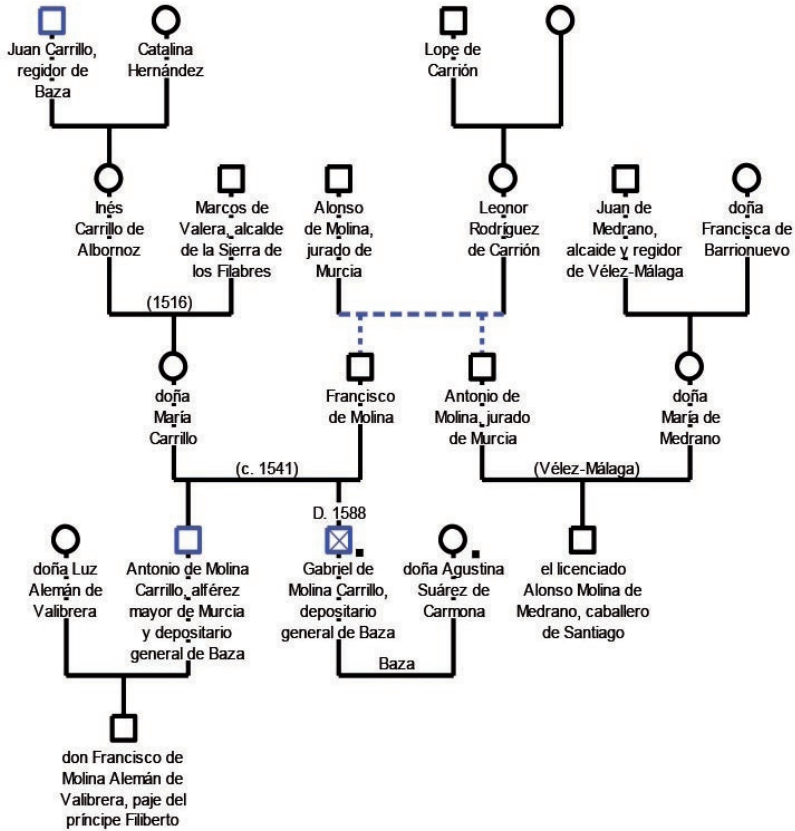 Juan Carrillo,
regidor de
Baza
Catalina
Hernández
Lope de
Carrión
Inés
Carrillo de
Albornoz
Marcos de
Valera, alcalde
de la Sierra de
los Filabres
Alonso
de Molina,
jurado de
Murcia
Leonor
Rodríguez
de Carrión
Juan de
Medrano,
alcaide y regidor
de Vélez-Málaga
doña
Francisca de
Barrionuevo
(1516)
doña
María
Carrillo
Francisco
de Molina
Antonio de
Molina, jurado
de Murcia
doña
María de
Medrano
(c. 1541)
(Vélez-Málaga)
D. 1588
doña Luz
Alemán de
Valibrera
Antonio de Molina
Carrillo, alférez
mayor de Murcia
y depositario
general de Baza
Gabriel de
Molina Carrillo,
depositario
general de Baza
doña Agustina
Suárez de
Carmona
el licenciado
Alonso Molina de
Medrano, caballero
de Santiago
Baza
don Francisco de
Molina Alemán de
Valibrera, paje del
príncipe Filiberto